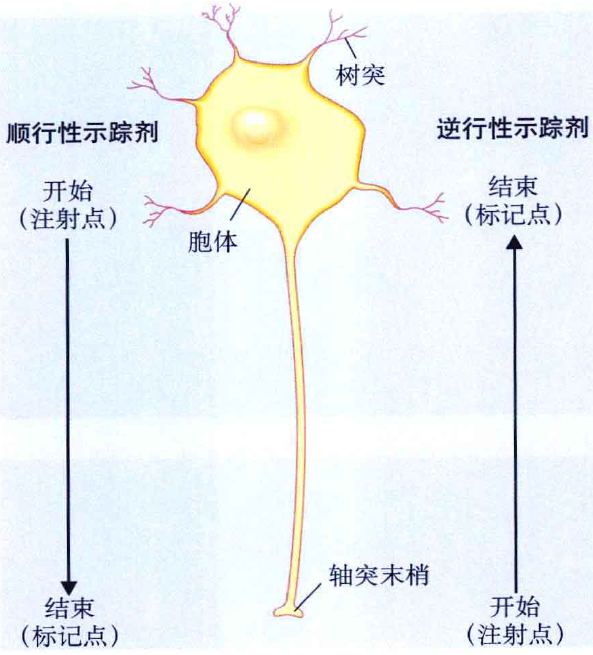 树突
顺行性示踪剂
逆行性示踪剂
开始
(注射点)
结束
(标记点)
胞体
轴突末梢
结束
(标记点)
开始
(注射点)